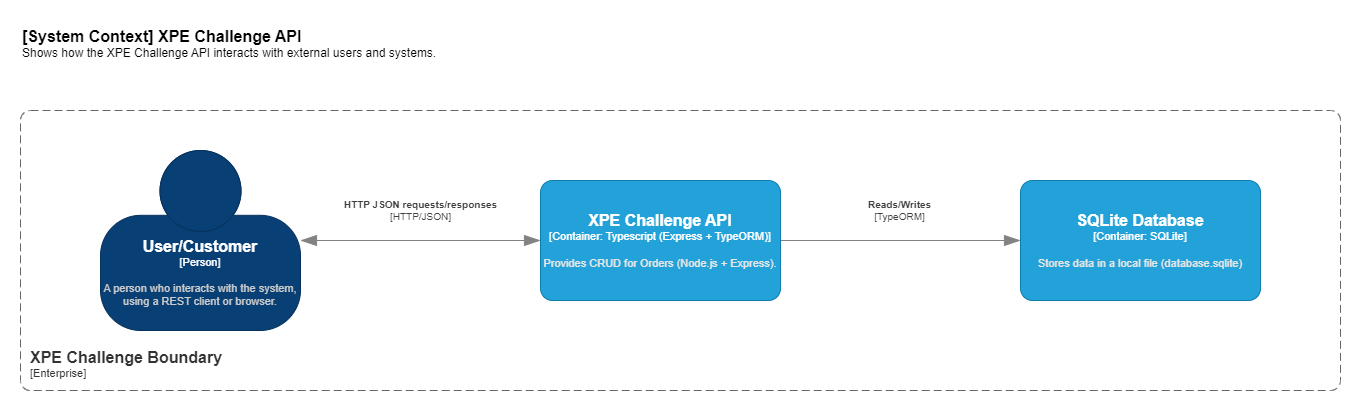 [System Context] XPE Challenge API
Shows how the XPE Challenge API interacts with external users and systems.
User/Customer
[Person]
A person who interacts with the system,
using a REST client or browser.
HTTP JSON requests/responses
[HTTP/JSON]
XPE Challenge API
[Container: Typescript (Express + TypeORM)]
Provides CRUD for Orders (Node.js + Express).
Reads/Writes
[TypeORM]
SQLite Database
[Container: SQLite]
Stores data in a local file (database.sqlite)
XPE Challenge Boundary
[Enterprise]